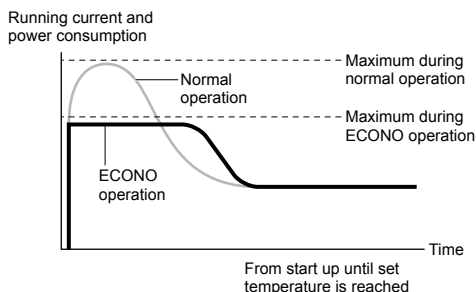 Running current and
power consumption
Maximum during
normal operation
Normal
operation
Maximum during
ECONO operation
ECONO
operation
Time
From start up until set
temperature is reached